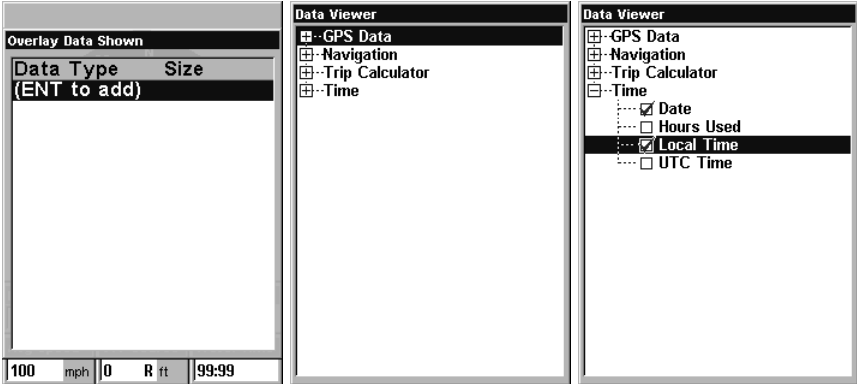 Overlay Data Shown
Data Type Size
(ENT to add)
100 mph 0 R ft 99:99
Data Viewer
GPS Data
Navigation
Trip Calculator
Time
Data Viewer
GPS Data
Navigation
Trip Calculator
Time
Date
Hours Used
Local Time
UTC Time